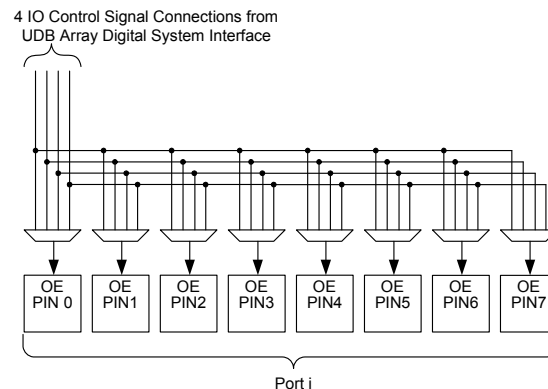 4 IO Control Signal Connections from
UDB Array Digital System Interface
OE
PIN 0
OE
PIN1
OE
PIN2
OE
PIN3
OE
PIN4
OE
PIN5
OE
PIN6
OE
PIN7
Port i